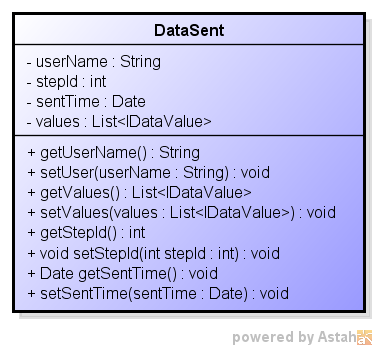 DataSent
- userName : String
- stepId : int
- sentTime : Date
- values : List<IDataValue>
+ getUserName() : String
+ setUser(userName : String) : void
+ getValues() : List<IDataValue>
+ setValues(values : List<IDataValue>) : void
+ getStepId() : int
+ void setStepId(int stepId : int) : void
+ Date getSentTime() : void
+ setSentTime(sentTime : Date) : void
powered by Astah